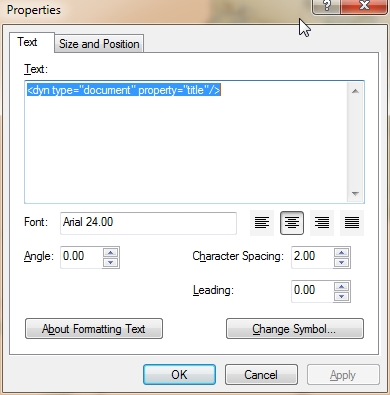 Properties
?
Text
Size and Position
Text:
<dyn type="document" property="title"/>
Font: Arial 24.00
Angle: 0.00 Character Spacing: 2.00
Leading: 0.00
About Formatting Text Change Symbol...
OK Cancel Apply